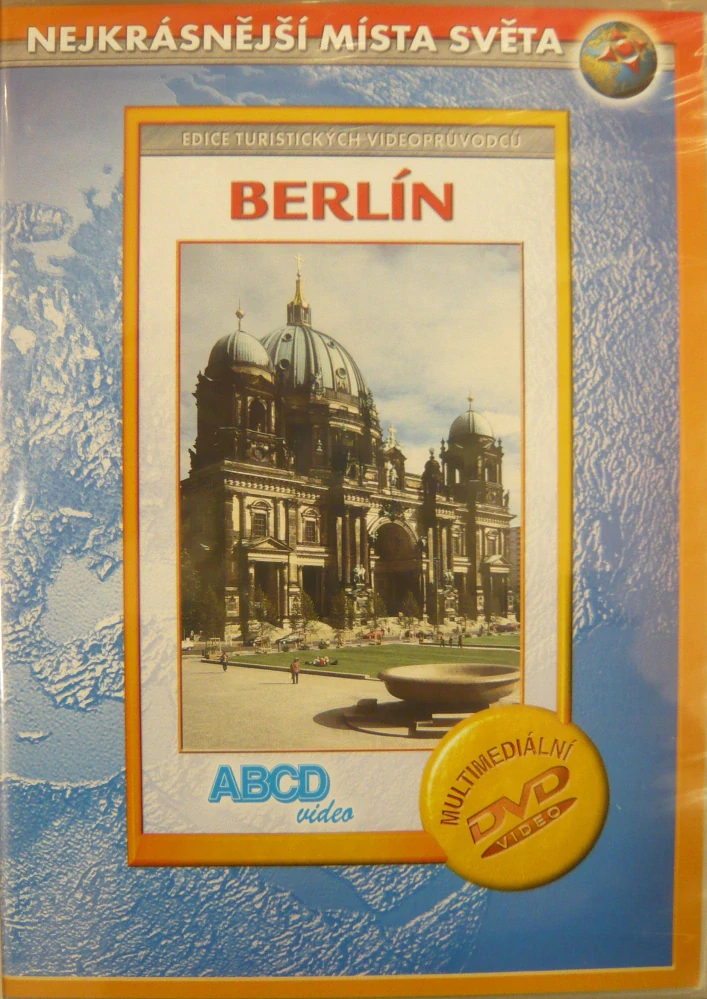 NEJKRÁSNĚJŠÍ MÍSTA SVĚTA
EDICE TURISTICKÝCH VIDEOPRŮVODCŮ
BERLÍN
ABCD
video
MULTIMEDIÁLNÍ
DVD
VIDEO